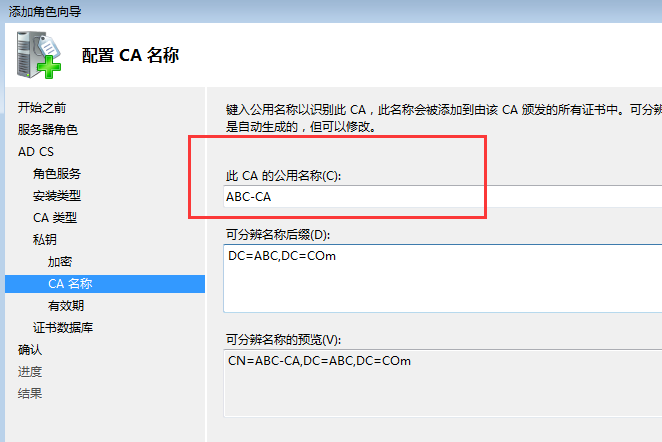 添加角色向导
配置 CA 名称
开始之前
服务器角色
AD CS
角色服务
安装类型
CA 类型
私钥
加密
CA 名称
有效期
证书数据库
确认
进度
结果
键入公用名称以识别此 CA，此名称会被添加到由该 CA 颁发的所有证书中。可分辨
是自动生成的，但可以修改。
此 CA 的公用名称(C):
ABC-CA
可分辨名称后缀(D):
DC=ABC,DC=COm
可分辨名称的预览(V):
CN=ABC-CA,DC=ABC,DC=COm